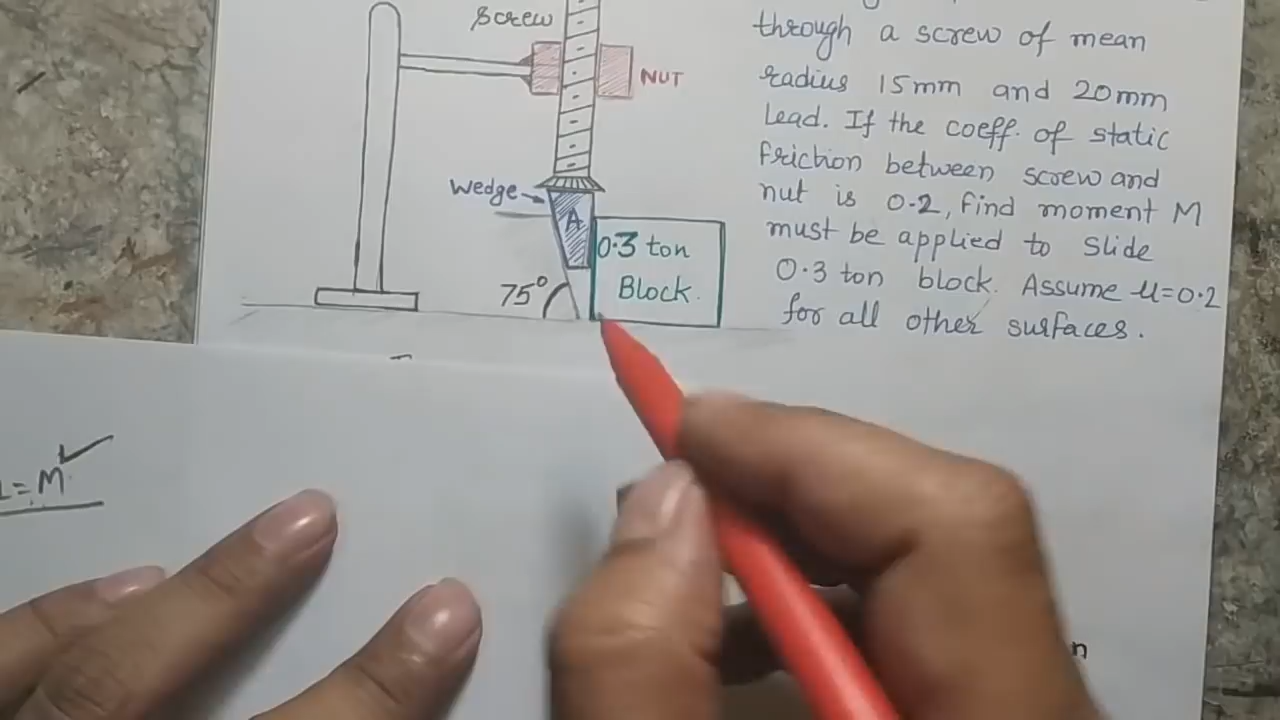 Screw
NUT
Wedge
A
0.3 ton
Block.
75°
through a screw of mean
radius 15mm and 20mm
Lead. If the coeff. of static
friction between screw and
nut is 0.2, find moment M
must be applied to slide
0.3 ton block. Assume μ=0.2
for all other surfaces.
=M
n